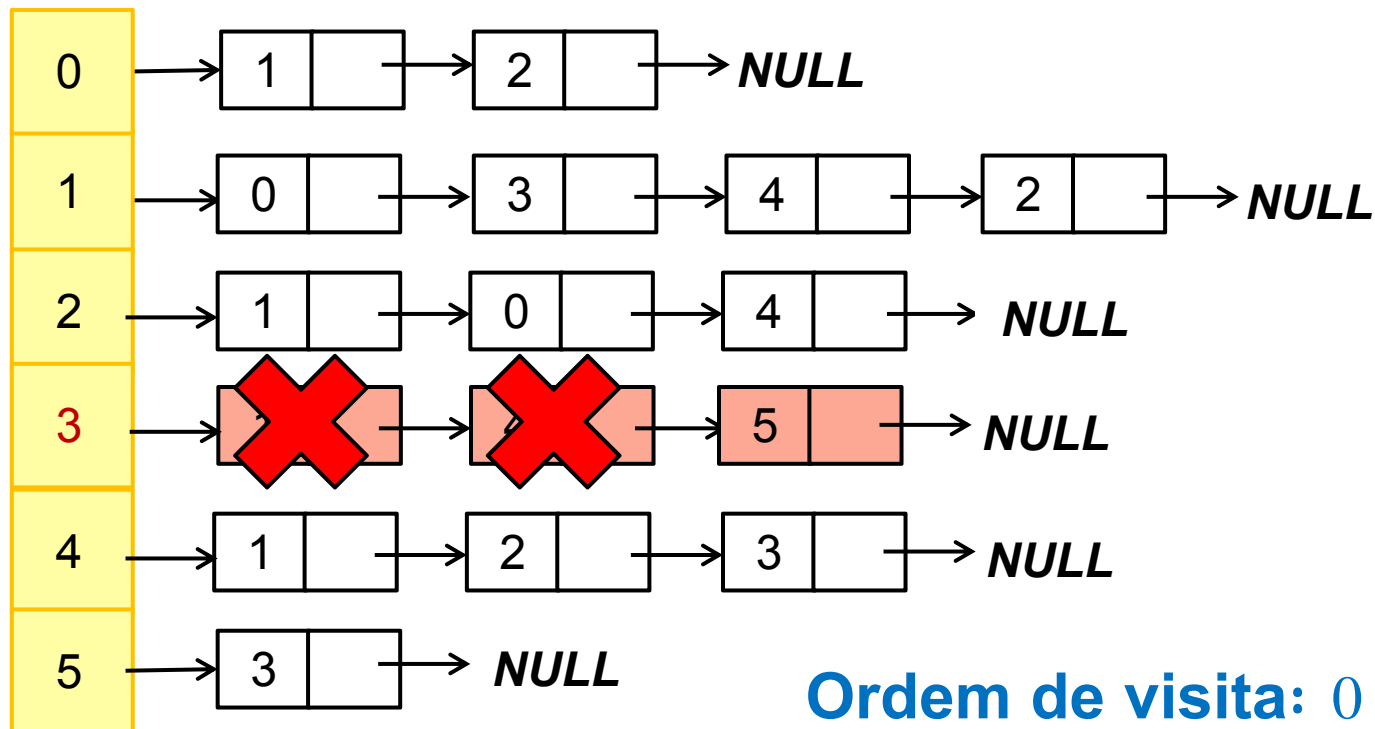 0 1 2 NULL
1 0 3 4 2 NULL
2 1 0 4 NULL
3 5 NULL
4 1 2 3 NULL
5 3 NULL
Ordem de visita: 0